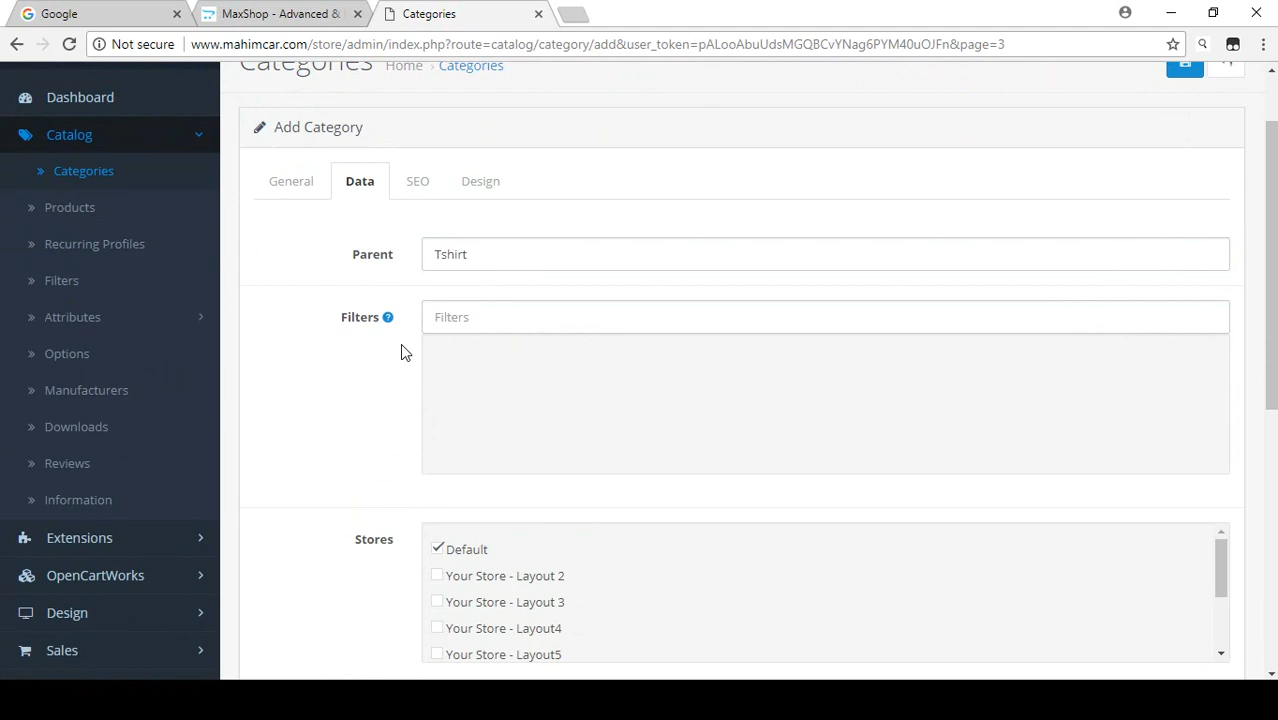 Google
MaxShop - Advanced &
Categories
Not secure
www.mahimcar.com/store/admin/index.php?route=catalog/category/add&user_token=pALooAbuUdsMGQBCvYNag6PYM40uOJFn&page=3
Categories
Home › Categories
Dashboard
Catalog
Categories
Products
Recurring Profiles
Filters
Attributes
Options
Manufacturers
Downloads
Reviews
Information
Extensions
OpenCartWorks
Design
Sales
Add Category
General
Data
SEO
Design
Parent
Tshirt
Filters
Filters
Stores
Default
Your Store - Layout 2
Your Store - Layout 3
Your Store - Layout4
Your Store - Layout5